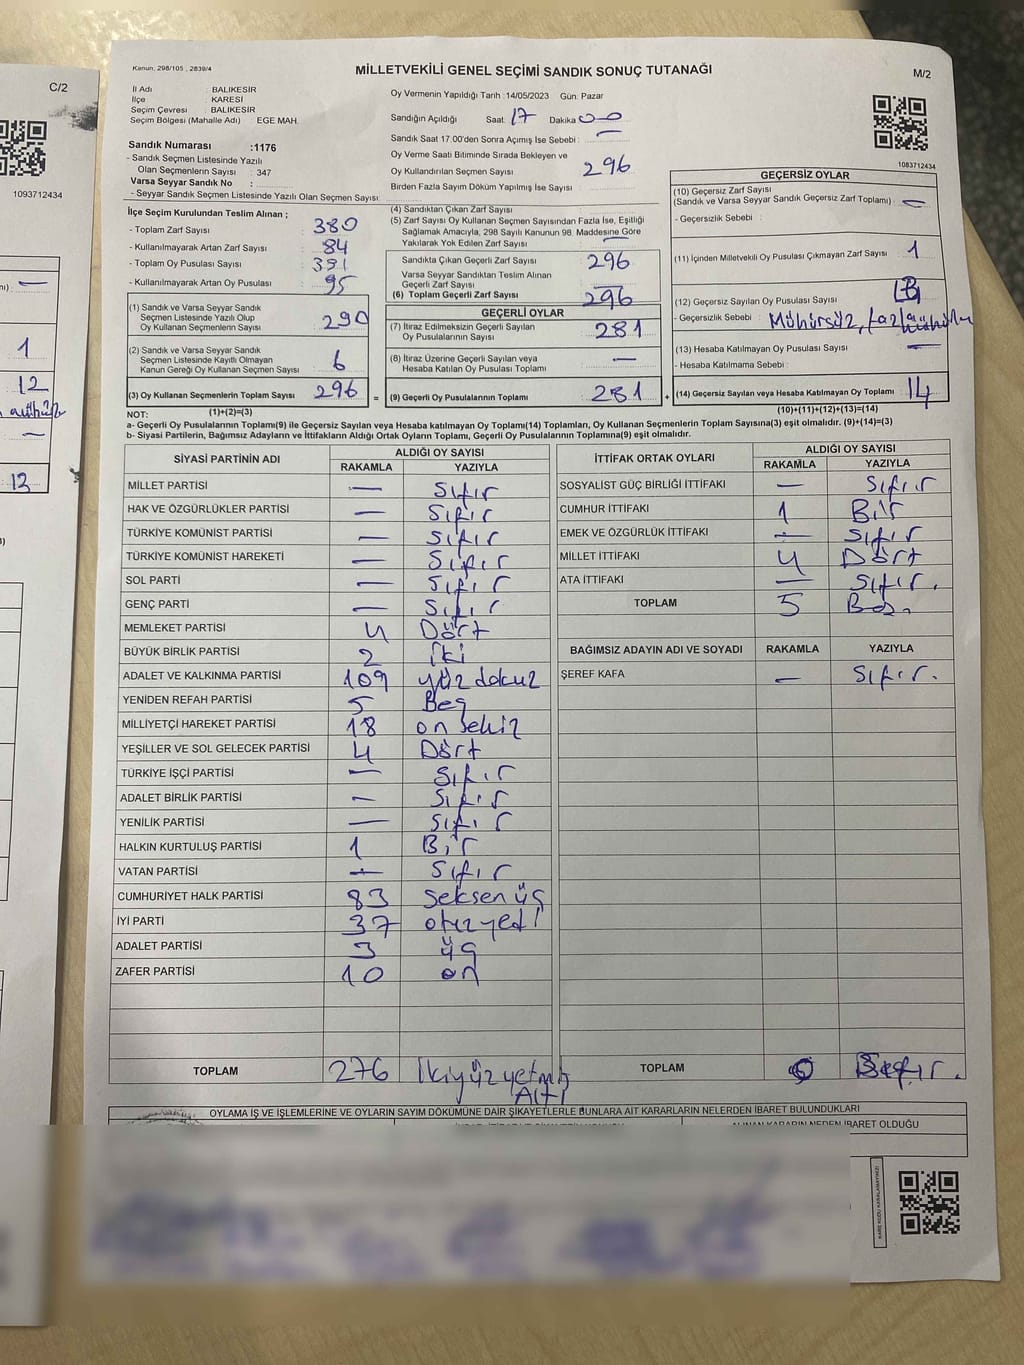 C/2
1093712434
1
12
13
Kanun, 298/105 , 2839/4
MİLLETVEKİLİ GENEL SEÇİMİ SANDIK SONUÇ TUTANAĞI
M/2
İl Adı : BALIKESİR
İlçe : KARESİ
Seçim Çevresi : BALIKESİR
Seçim Bölgesi (Mahalle Adı) : EGE MAH.
Sandık Numarası :1176
- Sandık Seçmen Listesinde Yazılı
Olan Seçmenlerin Sayısı : 347
Varsa Seyyar Sandık No :
- Seyyar Sandık Seçmen Listesinde Yazılı Olan Seçmen Sayısı:
Oy Vermenin Yapıldığı Tarih :14/05/2023 Gün: Pazar
Sandığın Açıldığı Saat 17 Dakika 00
Sandık Saat 17:00'den Sonra Açımış İse Sebebi : —
Oy Verme Saati Bitiminde Sırada Bekleyen ve
Oy Kullandırılan Seçmen Sayısı : 296
Birden Fazla Sayım Döküm Yapılmış İse Sayısı :
1083712434
İlçe Seçim Kurulundan Teslim Alınan ;
- Toplam Zarf Sayısı : 380
- Kullanılmayarak Artan Zarf Sayısı : 84
- Toplam Oy Pusulası Sayısı : 391
- Kullanılmayarak Artan Oy Pusulası : 95
(1) Sandık ve Varsa Seyyar Sandık
Seçmen Listesinde Yazılı Olup
Oy Kullanan Seçmenlerin Sayısı : 290
(2) Sandık ve Varsa Seyyar Sandık
Seçmen Listesinde Kayıtlı Olmayan
Kanun Gereği Oy Kullanan Seçmen Sayısı : 6
(3) Oy Kullanan Seçmenlerin Toplam Sayısı : 296 =
(4) Sandıktan Çıkan Zarf Sayısı :
(5) Zarf Sayısı Oy Kullanan Seçmen Sayısından Fazla İse, Eşitliği
Sağlamak Amacıyla, 298 Sayılı Kanunun 98. Maddesine Göre
Yakılarak Yok Edilen Zarf Sayısı : —
Sandıkta Çıkan Geçerli Zarf Sayısı : 296
Varsa Seyyar Sandıktan Teslim Alınan
Geçerli Zarf Sayısı : —
(6) Toplam Geçerli Zarf Sayısı : 296
GEÇERLİ OYLAR
(7) İtiraz Edilmeksizin Geçerli Sayılan
Oy Pusulalarının Sayısı : 281
(8) İtiraz Üzerine Geçerli Sayılan veya
Hesaba Katılan Oy Pusulası Toplamı : —
(9) Geçerli Oy Pusulalarının Toplamı : 281 +
GEÇERSİZ OYLAR
(10) Geçersiz Zarf Sayısı
(Sandık ve Varsa Seyyar Sandık Geçersiz Zarf Toplamı) : —
- Geçersizlik Sebebi :
(11) İçinden Milletvekili Oy Pusulası Çıkmayan Zarf Sayısı : 1
(12) Geçersiz Sayılan Oy Pusulası Sayısı :
- Geçersizlik Sebebi : Mühürsüz, fazla mühür
(13) Hesaba Katılmayan Oy Pusulası Sayısı : —
- Hesaba Katılmama Sebebi :
(14) Geçersiz Sayılan veya Hesaba Katılmayan Oy Toplamı : 14
NOT: (1)+(2)=(3) (10)+(11)+(12)+(13)=(14)
a- Geçerli Oy Pusulalarının Toplamı(9) ile Geçersiz Sayılan veya Hesaba katılmayan Oy Toplamı(14) Toplamları, Oy Kullanan Seçmenlerin Toplam Sayısına(3) eşit olmalıdır. (9)+(14)=(3)
b- Siyasi Partilerin, Bağımsız Adayların ve İttifakların Aldığı Ortak Oyların Toplamı, Geçerli Oy Pusulalarının Toplamına(9) eşit olmalıdır.
SİYASİ PARTİNİN ADI ALDIĞI OY SAYISI
RAKAMLA YAZIYLA
MİLLET PARTİSİ — Sıfır
HAK VE ÖZGÜRLÜKLER PARTİSİ — Sıfır
TÜRKİYE KOMÜNİST PARTİSİ — Sıfır
TÜRKİYE KOMÜNİST HAREKETİ — Sıfır
SOL PARTİ — Sıfır
GENÇ PARTİ — Sıfır
MEMLEKET PARTİSİ 4 Dört
BÜYÜK BİRLİK PARTİSİ 2 İki
ADALET VE KALKINMA PARTİSİ 109 yüz dokuz
YENİDEN REFAH PARTİSİ 5 Beş
MİLLİYETÇİ HAREKET PARTİSİ 18 on sekiz
YEŞİLLER VE SOL GELECEK PARTİSİ 4 Dört
TÜRKİYE İŞÇİ PARTİSİ — Sıfır
ADALET BİRLİK PARTİSİ — Sıfır
YENİLİK PARTİSİ — Sıfır
HALKIN KURTULUŞ PARTİSİ 1 Bir
VATAN PARTİSİ — Sıfır
CUMHURİYET HALK PARTİSİ 83 Seksen üç
İYİ PARTİ 37 otuz yedi
ADALET PARTİSİ 3 üç
ZAFER PARTİSİ 10 on
TOPLAM 276 İkiyüz yetmiş
Altı
İTTİFAK ORTAK OYLARI ALDIĞI OY SAYISI
RAKAMLA YAZIYLA
SOSYALİST GÜÇ BİRLİĞİ İTTİFAKI — Sıfır
CUMHUR İTTİFAKI 1 Bir
EMEK VE ÖZGÜRLÜK İTTİFAKI — Sıfır
MİLLET İTTİFAKI 4 Dört
ATA İTTİFAKI — Sıfır.
TOPLAM 5 Beş.
BAĞIMSIZ ADAYIN ADI VE SOYADI RAKAMLA YAZIYLA
ŞEREF KAFA — Sıfır.
TOPLAM Sıfır.
OYLAMA İŞ VE İŞLEMLERİNE VE OYLARIN SAYIM DÖKÜMÜNE DAİR ŞİKAYETLERLE BUNLARA AİT KARARLARIN NELERDEN İBARET BULUNDUKLARI
ALINAN KARARIN NEDEN İBARET OLDUĞU